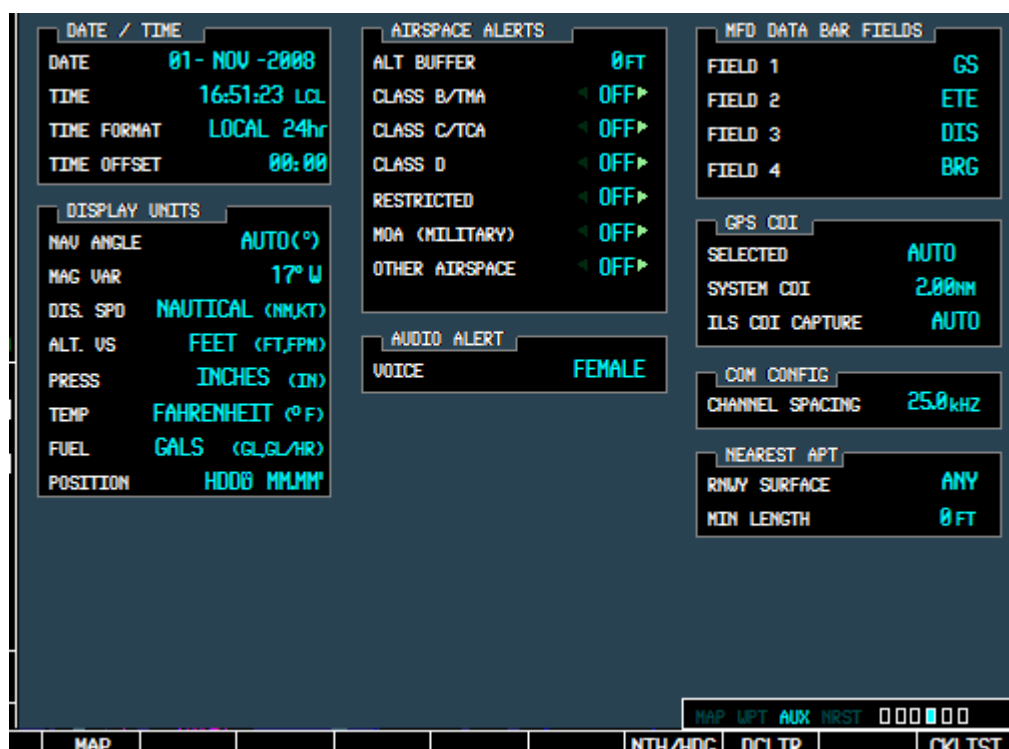 DATE / TIME
DATE 01- NOV -2008
TIME 16:51:23 LCL
TIME FORMAT LOCAL 24hr
TIME OFFSET 00:00
DISPLAY UNITS
NAV ANGLE AUTO(°)
MAG VAR 17° W
DIS. SPD NAUTICAL (NM,KT)
ALT. VS FEET (FT,FPM)
PRESS INCHES (IN)
TEMP FAHRENHEIT (°F)
FUEL GALS (GL,GL/HR)
POSITION MM.MM'
AIRSPACE ALERTS
ALT BUFFER 0FT
CLASS B/TMA OFF
CLASS C/TCA OFF
CLASS D OFF
RESTRICTED OFF
MOA (MILITARY) OFF
OTHER AIRSPACE OFF
AUDIO ALERT
VOICE FEMALE
MFD DATA BAR FIELDS
FIELD 1 GS
FIELD 2 ETE
FIELD 3 DIS
FIELD 4 BRG
GPS CDI
SELECTED AUTO
SYSTEM CDI 2.00NM
ILS CDI CAPTURE AUTO
COM CONFIG
CHANNEL SPACING 25.0 kHZ
NEAREST APT
RNWY SURFACE ANY
MIN LENGTH 0 FT
MAP WPT AUX NRST
MAP NTH/HDG DCLTR CKLIST